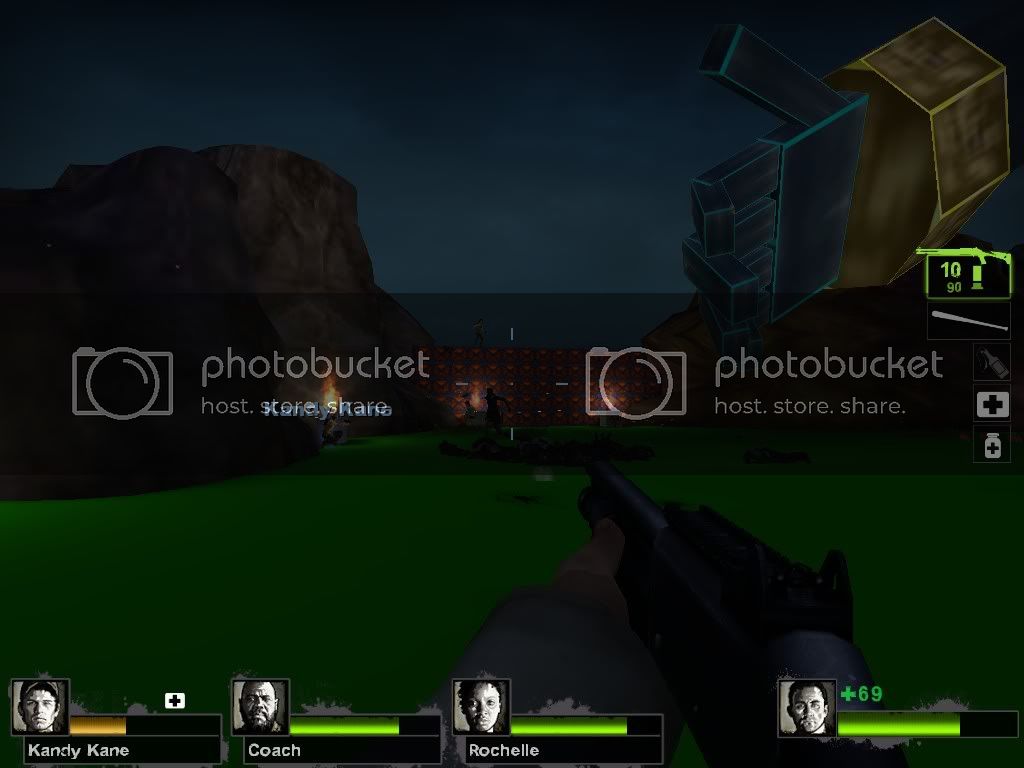 10
90
photobucket
host. store. share.
photobucket
host. store. share.
Kandy Kane
+69
Kandy Kane
Coach
Rochelle